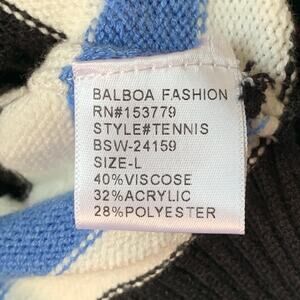 BALBOA FASHION
RN#153779
STYLE#TENNIS
BSW-24159
SIZE-L
40%VISCOSE
32%ACRYLIC
28%POLYESTER